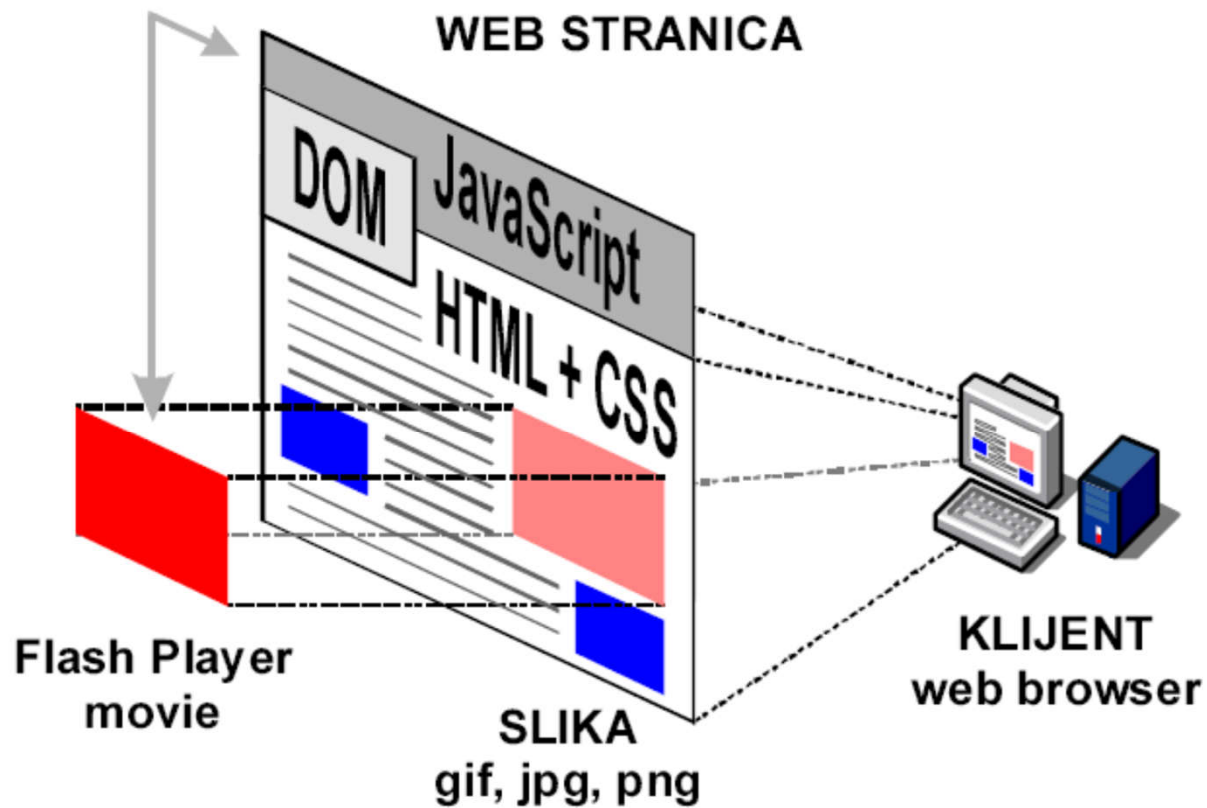 WEB STRANICA
JavaScript
DOM
HTML + CSS
Flash Player
movie
SLIKA
gif, jpg, png
KLIJENT
web browser